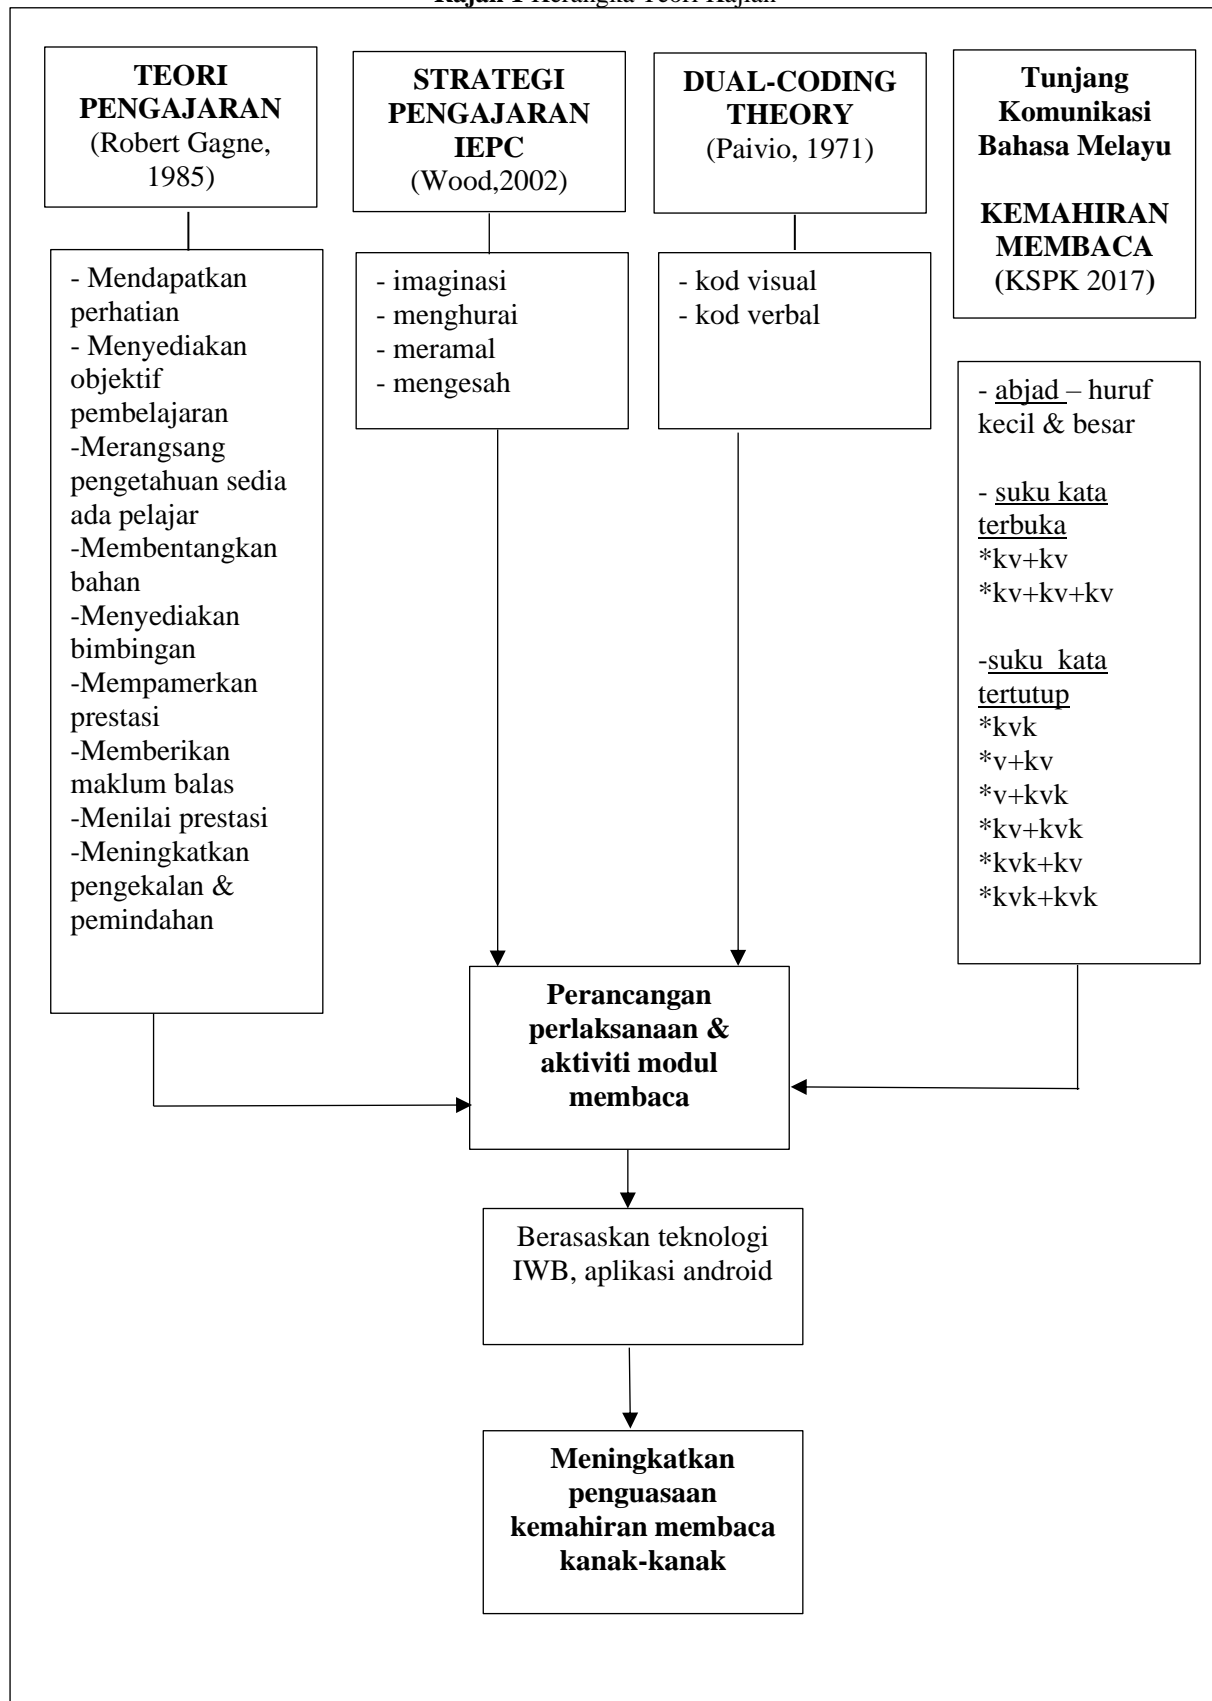 Rajah 1 Kerangka Teori Kajian
TEORI
PENGAJARAN
(Robert Gagne,
1985)
STRATEGI
PENGAJARAN
IEPC
(Wood,2002)
DUAL-CODING
THEORY
(Paivio, 1971)
Tunjang
Komunikasi
Bahasa Melayu
KEMAHIRAN
MEMBACA
(KSPK 2017)
- Mendapatkan
perhatian
- Menyediakan
objektif
pembelajaran
-Merangsang
pengetahuan sedia
ada pelajar
-Membentangkan
bahan
-Menyediakan
bimbingan
-Mempamerkan
prestasi
-Memberikan
maklum balas
-Menilai prestasi
-Meningkatkan
pengekalan &
pemindahan
- imaginasi
- menghurai
- meramal
- mengesah
- kod visual
- kod verbal
- abjad – huruf
kecil & besar
- suku kata
terbuka
*kv+kv
*kv+kv+kv
-suku kata
tertutup
*kvk
*v+kv
*v+kvk
*kv+kvk
*kvk+kv
*kvk+kvk
Perancangan
perlaksanaan &
aktiviti modul
membaca
Berasaskan teknologi
IWB, aplikasi android
Meningkatkan
penguasaan
kemahiran membaca
kanak-kanak